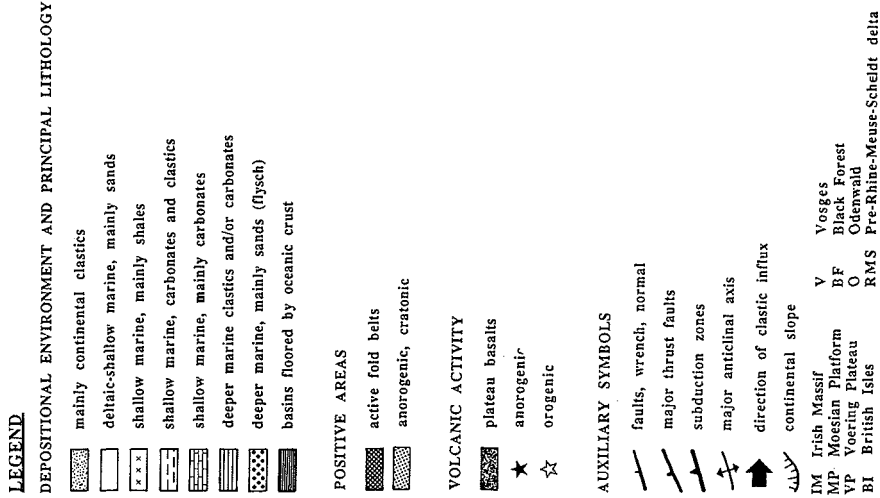 LEGEND
DEPOSITIONAL ENVIRONMENT AND PRINCIPAL LITHOLOGY
mainly continental clastics
deltaic-shallow marine, mainly sands
shallow marine, mainly shales
shallow marine, carbonates and clastics
shallow marine, mainly carbonates
deeper marine clastics and/or carbonates
deeper marine, mainly sands (flysch)
basins floored by oceanic crust
POSITIVE AREAS
active fold belts
anorogenic, cratonic
VOLCANIC ACTIVITY
plateau basalts
anorogenic
orogenic
AUXILIARY SYMBOLS
faults, wrench, normal
major thrust faults
subduction zones
major anticlinal axis
direction of clastic influx
continental slope
IM Irish Massif V Vosges
MP Moesian Platform BF Black Forest
VP Voering Plateau O Odenwald
BI British Isles RMS Pre-Rhine-Meuse-Scheldt delta